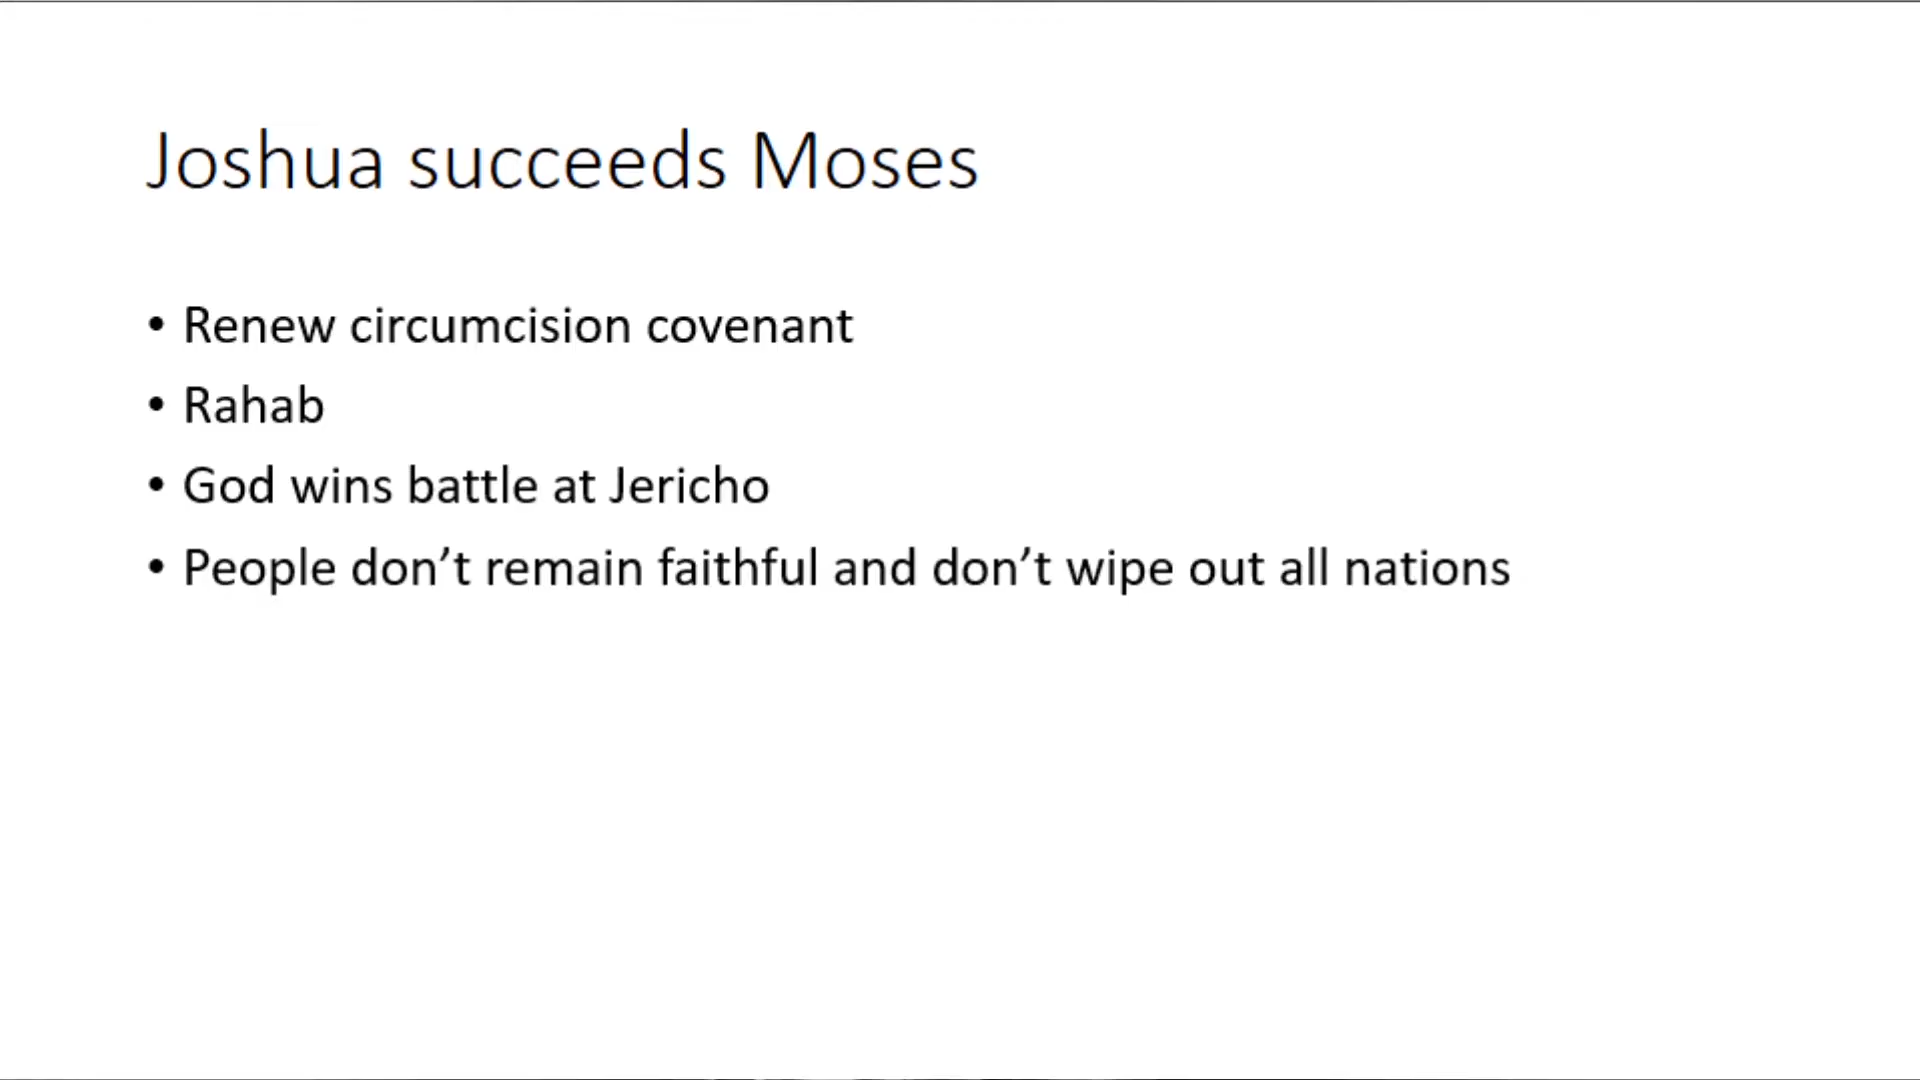 Joshua succeeds Moses
• Renew circumcision covenant
• Rahab
• God wins battle at Jericho
• People don’t remain faithful and don’t wipe out all nations